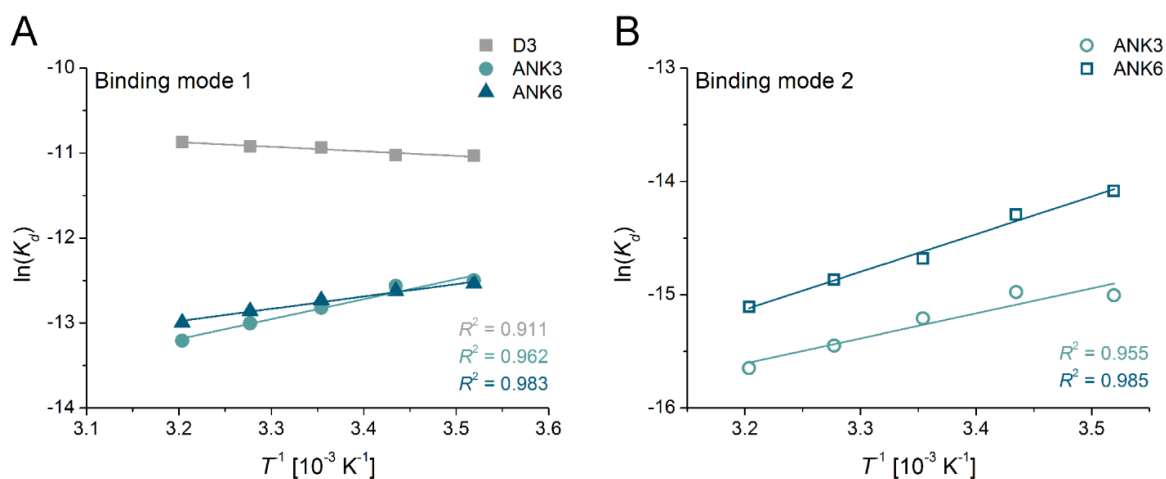 A
D3
ANK3
ANK6
Binding mode 1
-10
-11
-12
-13
-14
ln(K_d)
R² = 0.911
R² = 0.962
R² = 0.983
3.1 3.2 3.3 3.4 3.5 3.6
T⁻¹ [10⁻³ K⁻¹]
B
ANK3
ANK6
Binding mode 2
-13
-14
-15
-16
ln(K_d)
R² = 0.955
R² = 0.985
3.2 3.3 3.4 3.5
T⁻¹ [10⁻³ K⁻¹]